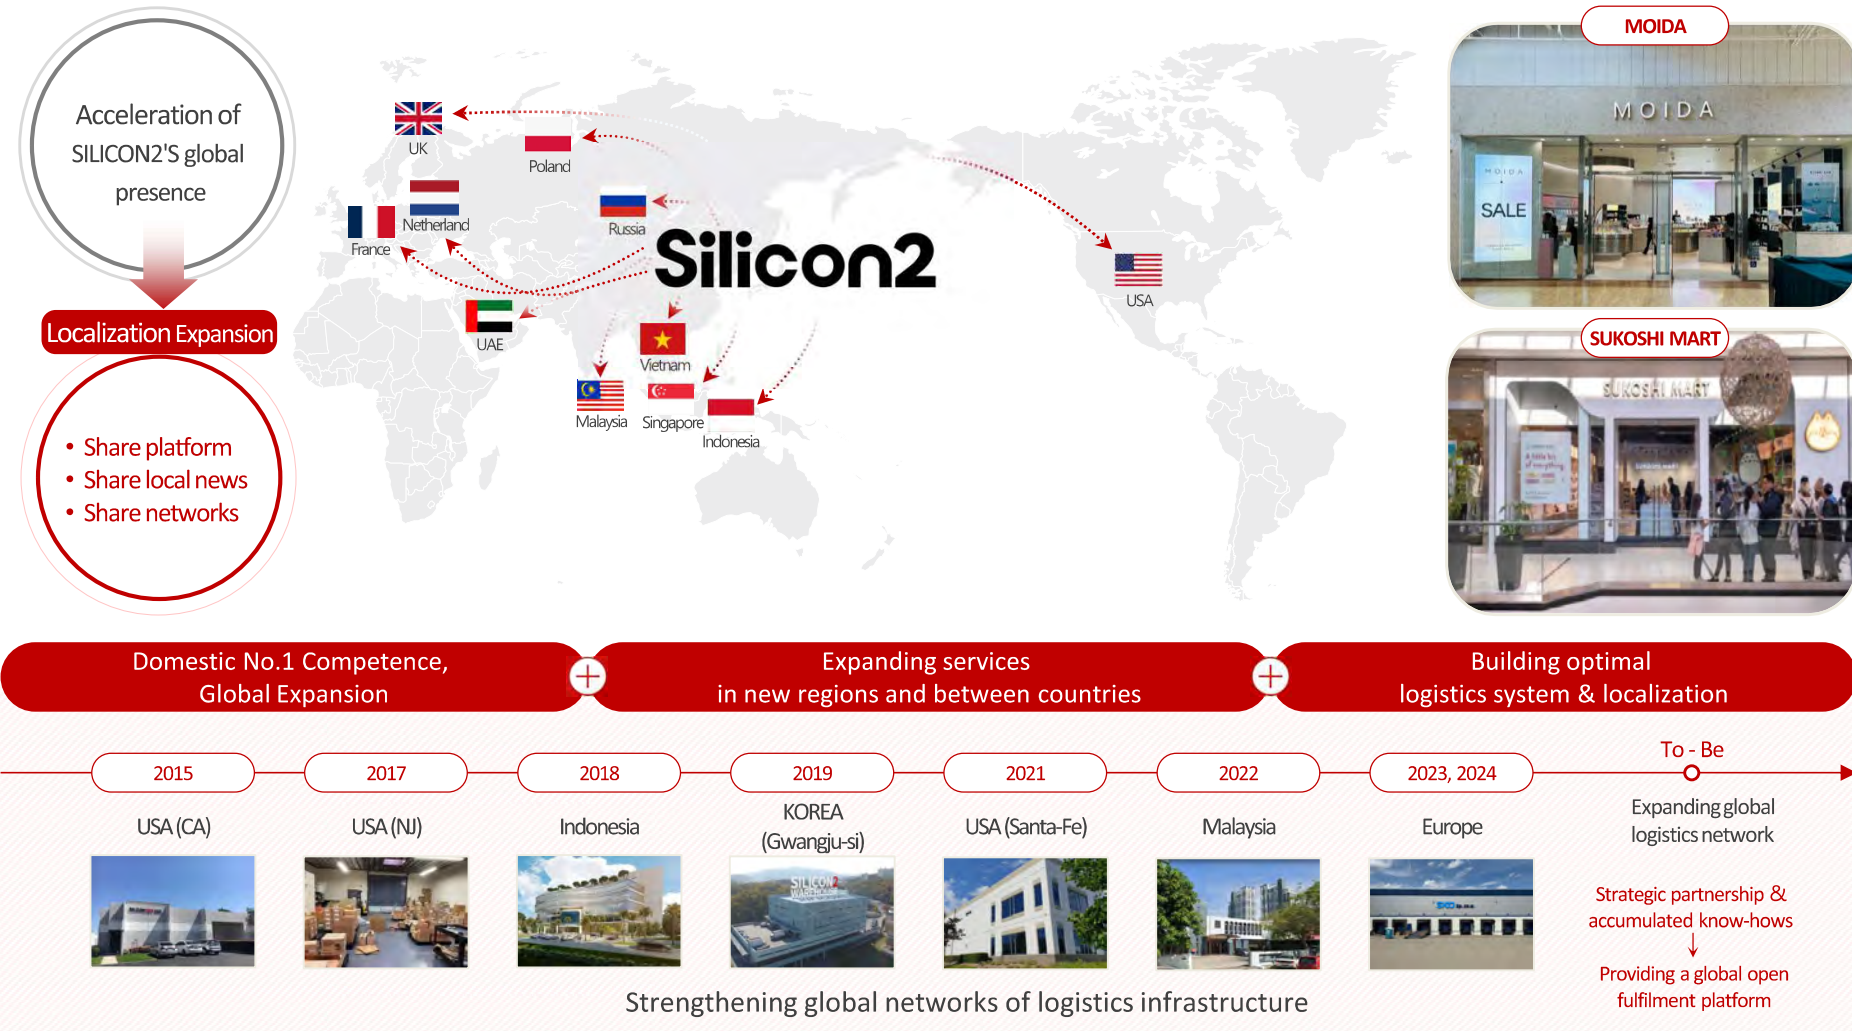 Acceleration of
SILICON2'S global
presence
Localization Expansion
• Share platform
• Share local news
• Share networks
UK
Poland
Netherland
France
Russia
Silicon2
UAE
Vietnam
Malaysia
Singapore
Indonesia
USA
MOIDA
MOIDA
MOIDA
SALE
SUKOSHI MART
SUKOSHI MART
Domestic No.1 Competence,
Global Expansion
Expanding services
in new regions and between countries
Building optimal
logistics system & localization
2015
2017
2018
2019
2021
2022
2023, 2024
To - Be
USA (CA)
USA (NJ)
Indonesia
KOREA
(Gwangju-si)
USA (Santa-Fe)
Malaysia
Europe
Expanding global
logistics network
SILICON2
WAREHOUSE
Strategic partnership &
accumulated know-hows
Providing a global open
fulfilment platform
Strengthening global networks of logistics infrastructure